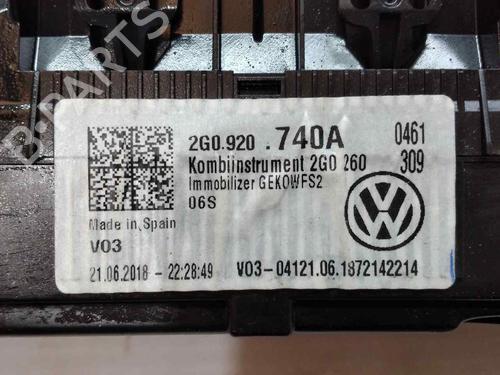 2G0.920 .740A 0461
Kombiinstrument 2G0 260 309
Immobilizer GEKOWFS2
06S
Made in Spain
V03
21.06.2018 - 22:28:49 V03-04121.06.1872142214
B-PARTS